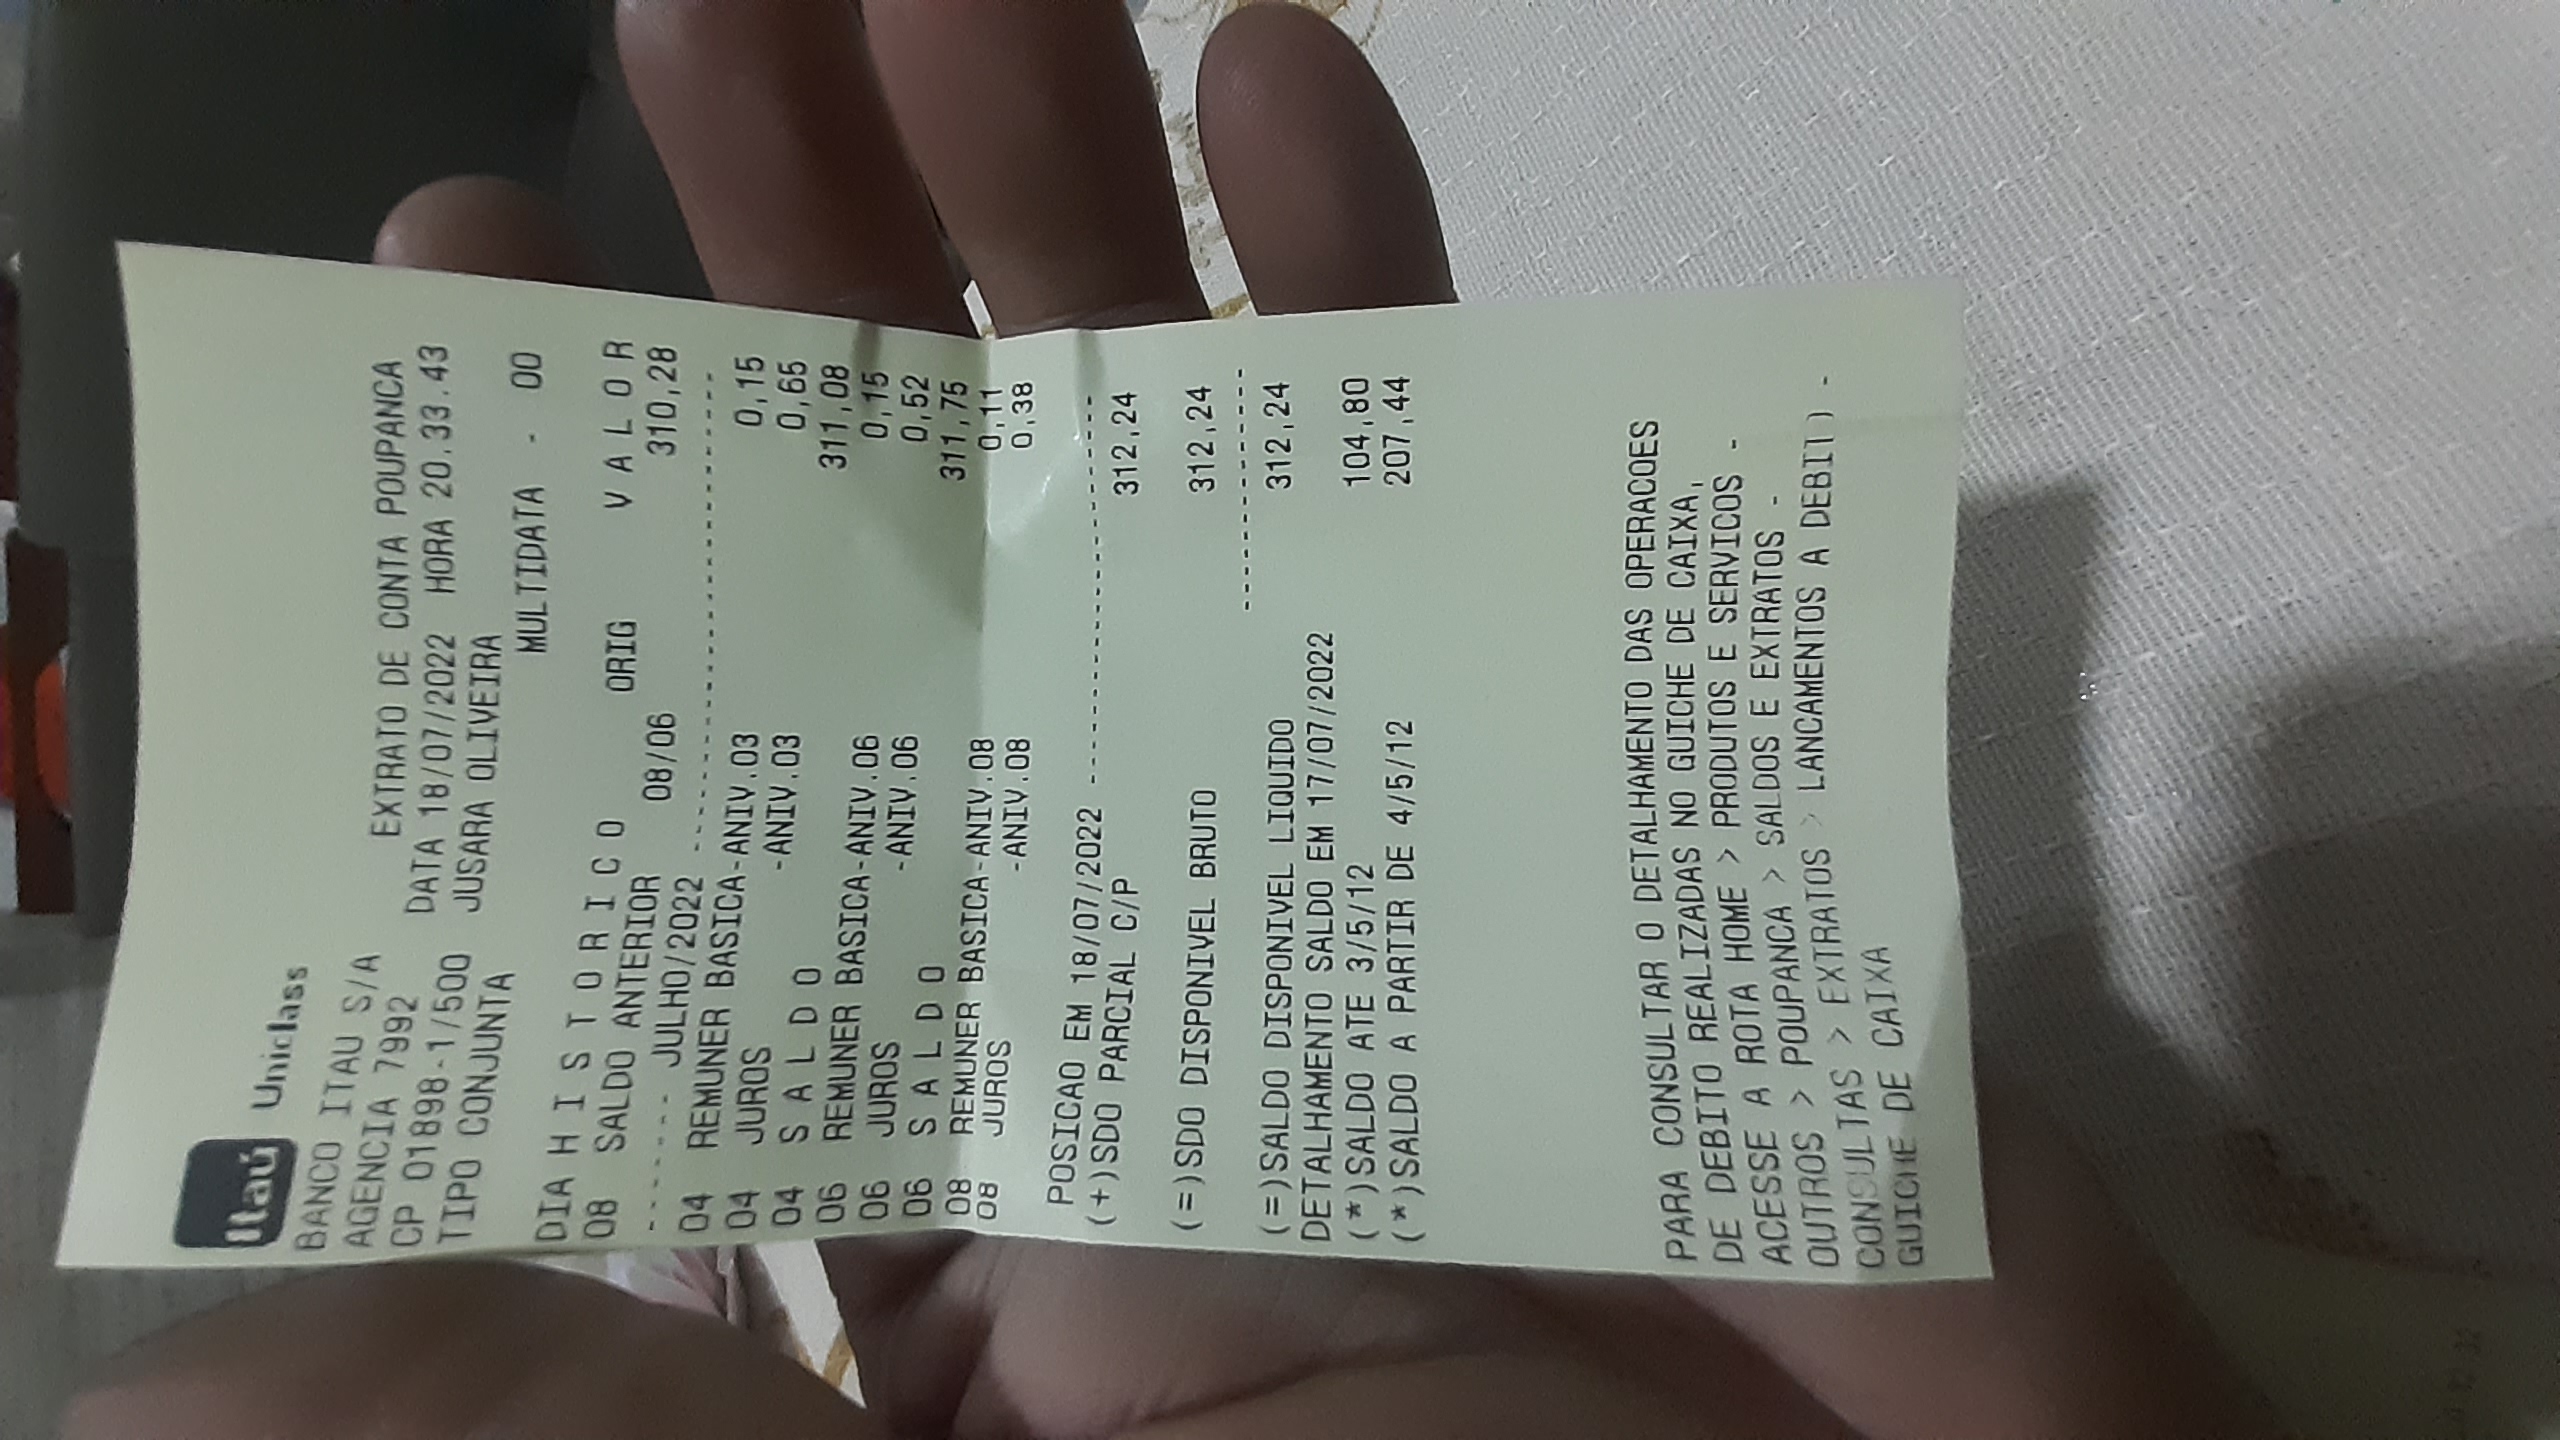 Itaú Uniclass
BANCO ITAU S/A
AGENCIA 7992 EXTRATO DE CONTA POUPANCA
CP 01898-1/500 DATA 18/07/2022 HORA 20.33.43
TIPO CONJUNTA JUSARA OLIVEIRA
MULTIDATA - 00
DIA H I S T O R I C O ORIG V A L O R
08 SALDO ANTERIOR 08/06 310,28
------- JULHO/2022 --------------------------
04 REMUNER BASICA-ANIV.03 0,15
04 JUROS -ANIV.03 0,65
04 S A L D O 311,08
06 REMUNER BASICA-ANIV.06 0,15
06 JUROS -ANIV.06 0,52
06 S A L D O 311,75
08 REMUNER BASICA-ANIV.08 0,11
08 JUROS -ANIV.08 0,38
POSICAO EM 18/07/2022 ---------------------
(+)SDO PARCIAL C/P 312,24
(=)SDO DISPONIVEL BRUTO 312,24
-------------
(=)SALDO DISPONIVEL LIQUIDO 312,24
DETALHAMENTO SALDO EM 17/07/2022
(*)SALDO ATE 3/5/12 104,80
(*)SALDO A PARTIR DE 4/5/12 207,44
PARA CONSULTAR O DETALHAMENTO DAS OPERACOES
DE DEBITO REALIZADAS NO GUICHE DE CAIXA,
ACESSE A ROTA HOME > PRODUTOS E SERVICOS -
OUTROS > POUPANCA > SALDOS E EXTRATOS -
CONSULTAS > EXTRATOS > LANCAMENTOS A DEBIT) -
GUICHE DE CAIXA